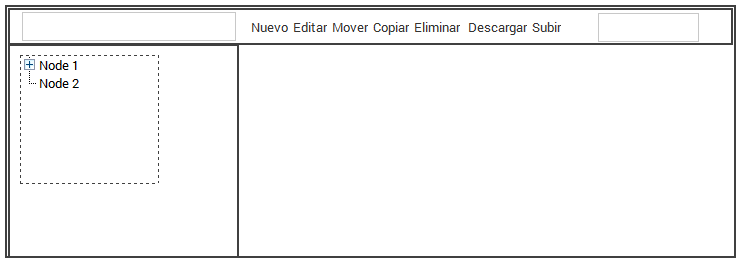 Nuevo Editar Mover Copiar Eliminar Descargar Subir
Node 1
Node 2